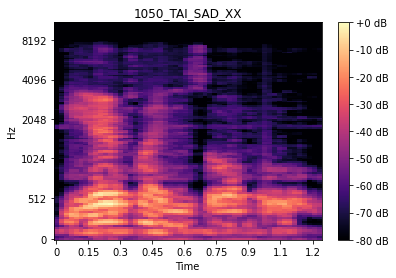 1050_TAI_SAD_XX
8192
4096
2048
1024
512
0
Hz
0
0.15
0.3
0.45
0.6
0.75
0.9
1.1
1.2
Time
+0 dB
-10 dB
-20 dB
-30 dB
-40 dB
-50 dB
-60 dB
-70 dB
-80 dB